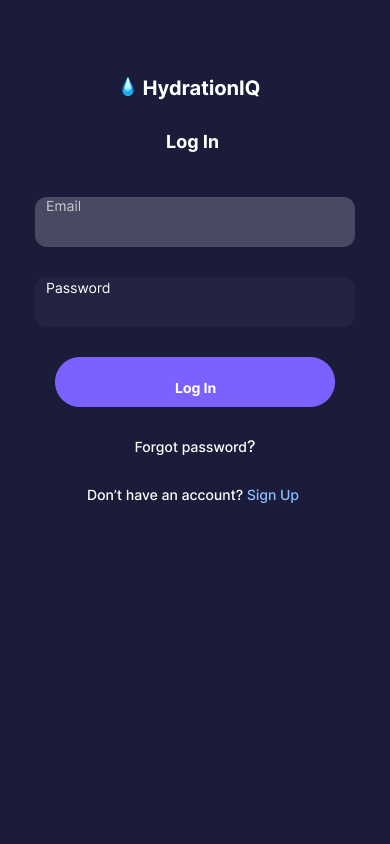 💧 HydrationIQ
Log In
Email
Password
Log In
Forgot password?
Don’t have an account? Sign Up